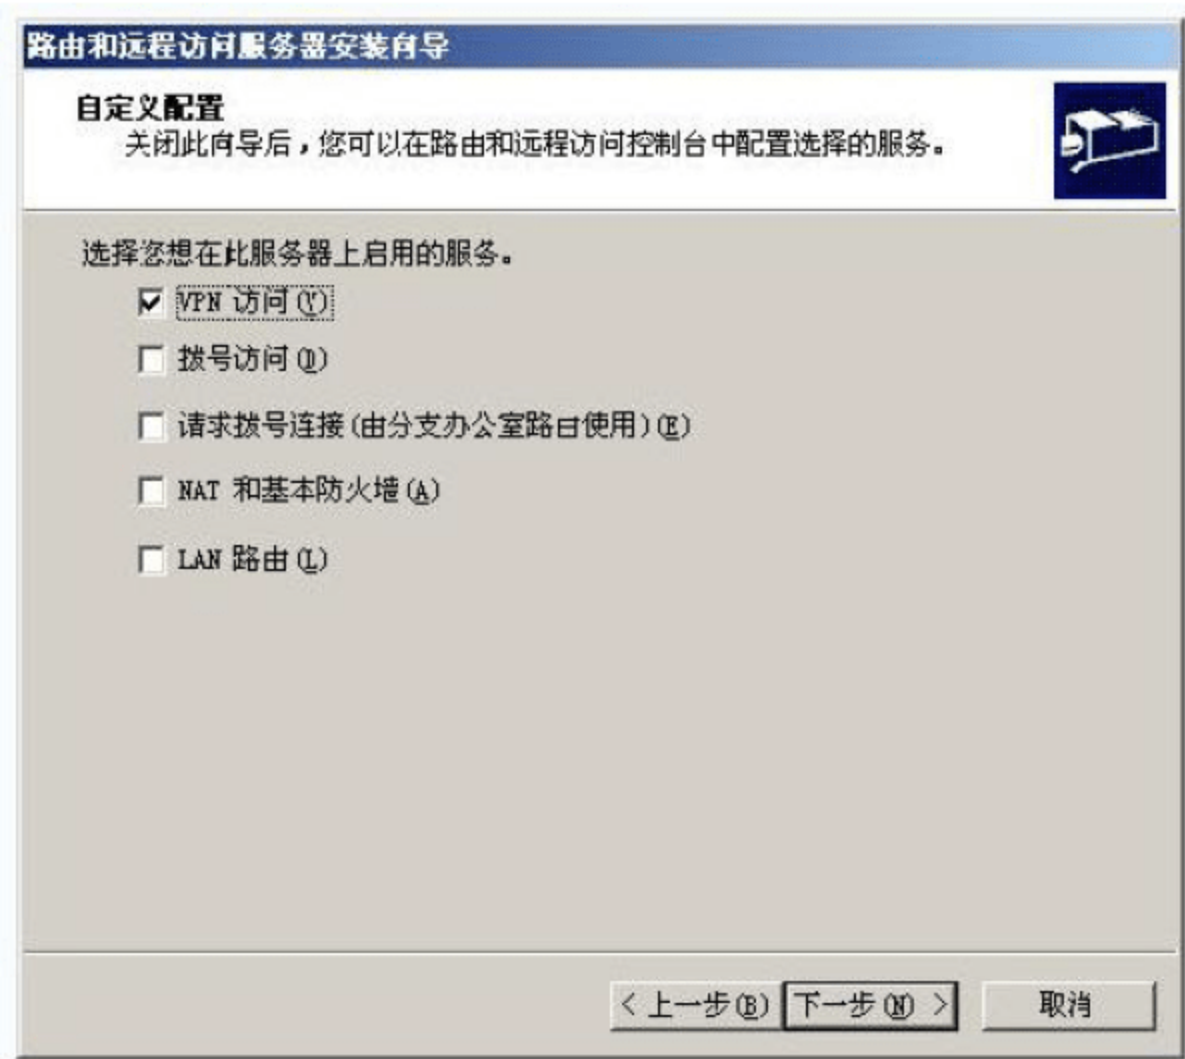 路由和远程访问服务器安装向导
自定义配置
关闭此向导后，您可以在路由和远程访问控制台中配置选择的服务。
选择您想在此服务器上启用的服务。
VPN 访问(V)
拨号访问(D)
请求拨号连接(由分支办公室路由使用)(E)
NAT 和基本防火墙(A)
LAN 路由(L)
< 上一步(B) 下一步(N) > 取消